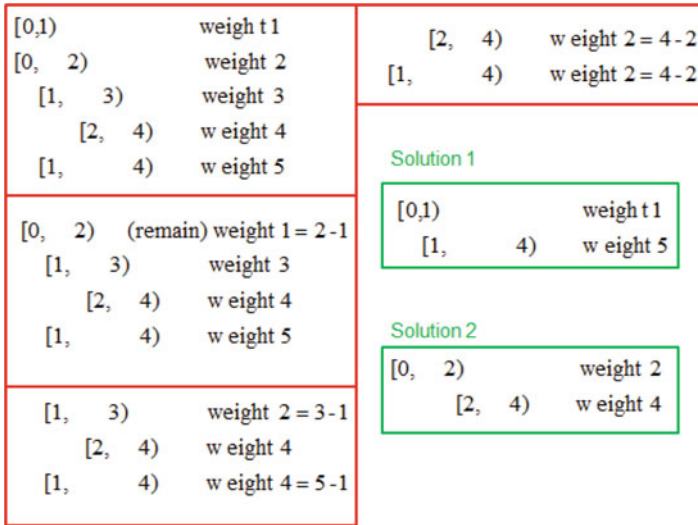 [0,1) weigh t 1
[0, 2) weight 2
[1, 3) weight 3
[2, 4) w eight 4
[1, 4) w eight 5
[0, 2) (remain) weight 1 = 2 - 1
[1, 3) weight 3
[2, 4) w eight 4
[1, 4) w eight 5
[1, 3) weight 2 = 3 - 1
[2, 4) w eight 4
[1, 4) w eight 4 = 5 - 1
[2, 4) w eight 2 = 4 - 2
[1, 4) w eight 2 = 4 - 2
Solution 1
[0,1) weigh t 1
[1, 4) w eight 5
Solution 2
[0, 2) weight 2
[2, 4) w eight 4